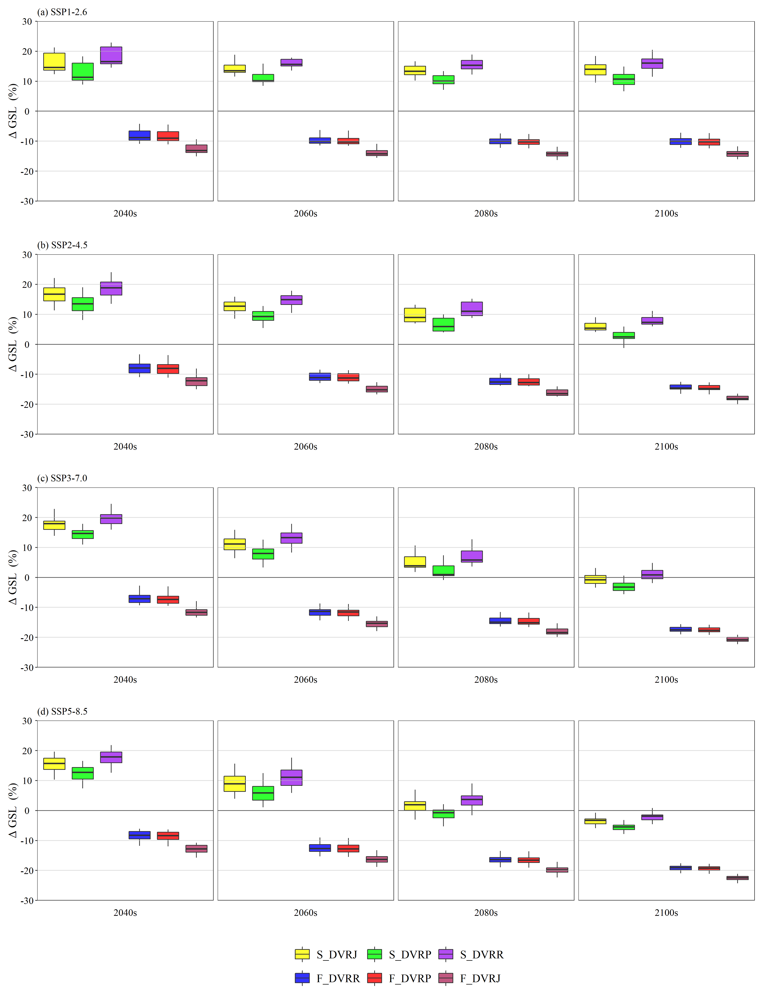 (a) SSP1-2.6
30
20
10
0
-10
-20
-30
Δ GSL (%)
2040s 2060s 2080s 2100s
(b) SSP2-4.5
30
20
10
0
-10
-20
-30
Δ GSL (%)
2040s 2060s 2080s 2100s
(c) SSP3-7.0
30
20
10
0
-10
-20
-30
Δ GSL (%)
2040s 2060s 2080s 2100s
(d) SSP5-8.5
30
20
10
0
-10
-20
-30
Δ GSL (%)
2040s 2060s 2080s 2100s
S_DVRJ S_DVRP S_DVRR
F_DVRR F_DVRP F_DVRJ